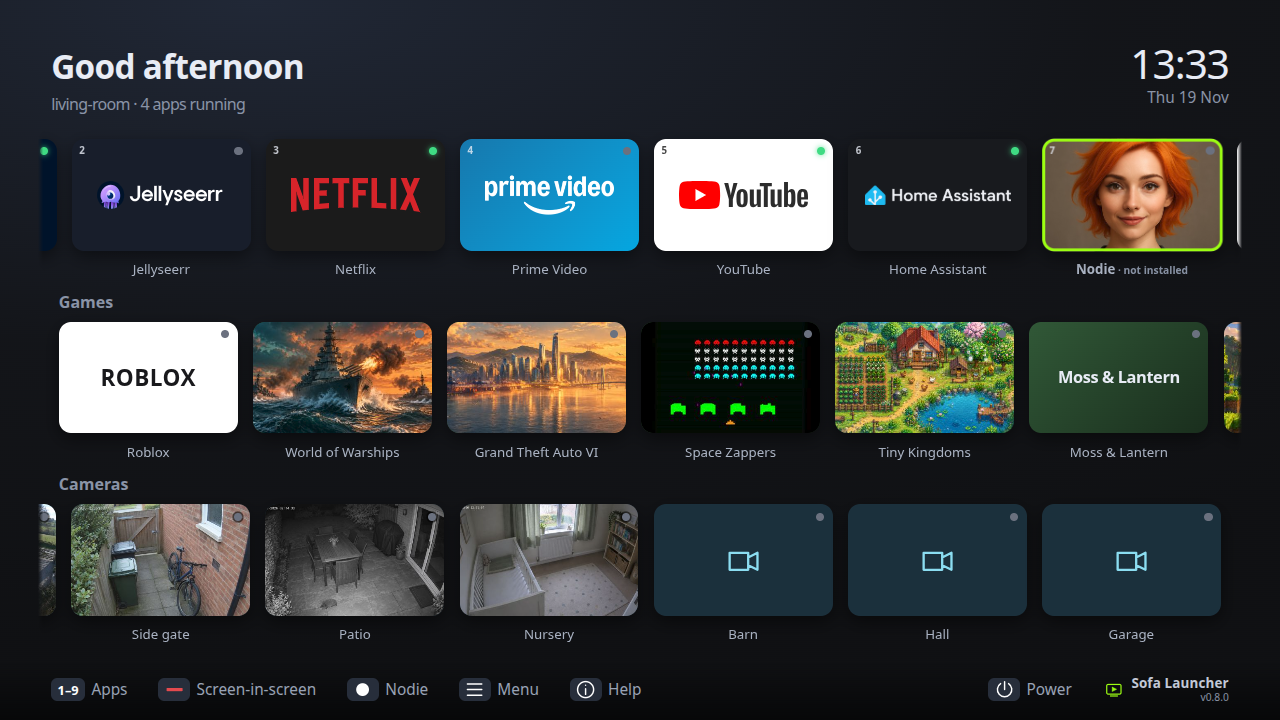 Good afternoon
13:33
living-room · 4 apps running
Thu 19 Nov
2
Jellyseerr
3
NETFLIX
4
prime video
5
YouTube
6
Home Assistant
7
Jellyseerr
Netflix
Prime Video
YouTube
Home Assistant
Nodie · not installed
Games
ROBLOX
Moss & Lantern
Roblox
World of Warships
Grand Theft Auto VI
Space Zappers
Tiny Kingdoms
Moss & Lantern
Cameras
Side gate
Patio
Nursery
Barn
Hall
Garage
1–9 Apps
Screen-in-screen
Nodie
Menu
Help
Power
Sofa Launcher
v0.8.0